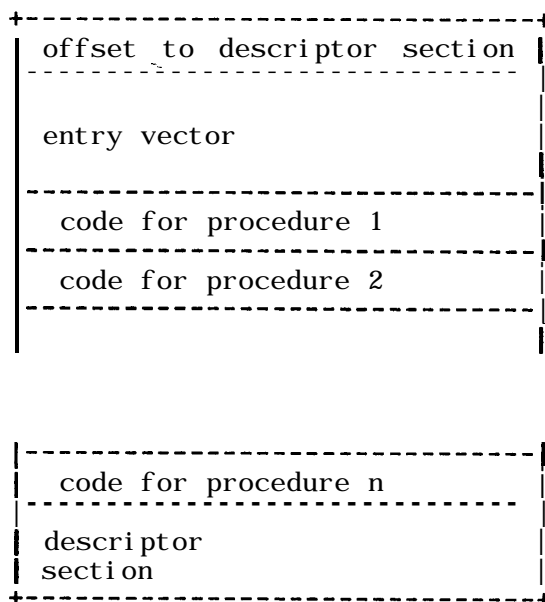 offset to descriptor section
entry vector
code for procedure 1
code for procedure 2
code for procedure n
descriptor
section